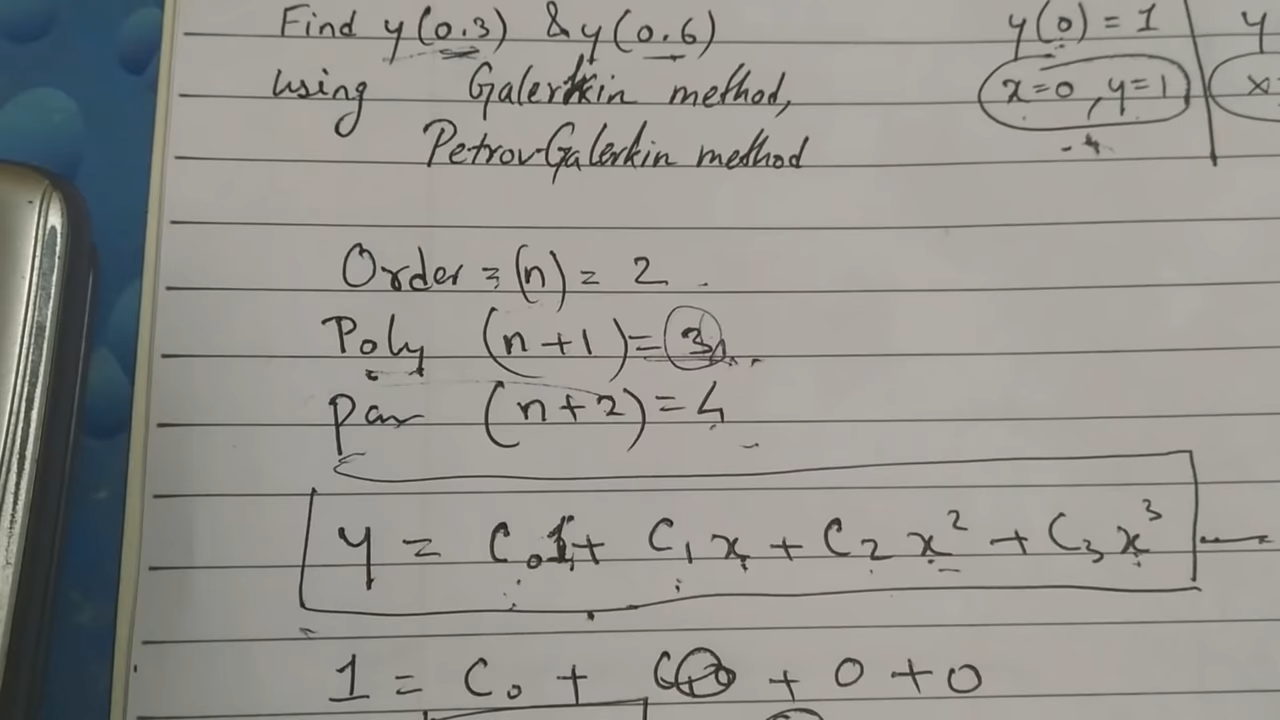 Find y(0.3) & y(0.6)
using Galerkin method,
Petrov-Galerkin method
y(0) = 1
x=0, y=1
y
x
Order = (n) = 2
Poly (n+1) = 3
Par (n+2) = 4
y = C₀1 + C₁x + C₂x² + C₃x³
1 = C₀ + + 0 + 0